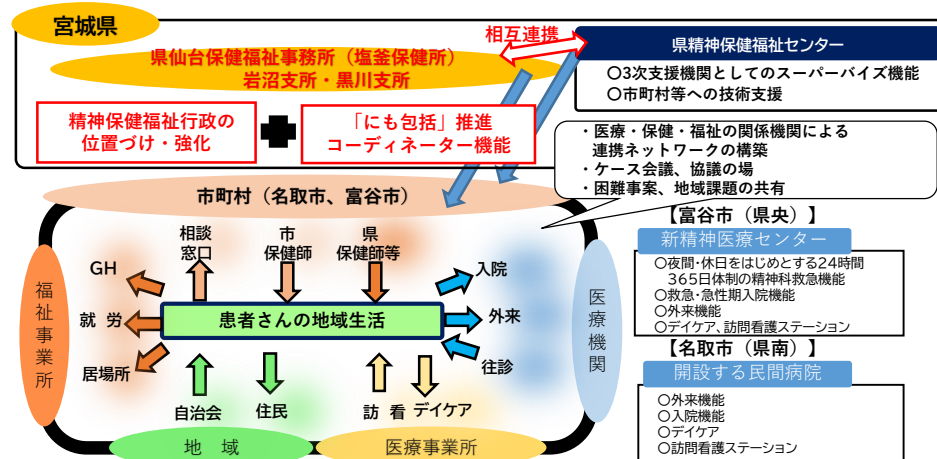 宮城県
県仙台保健福祉事務所（塩釜保健所）
岩沼支所・黒川支所
相互連携
県精神保健福祉センター
〇3次支援機関としてのスーパーバイズ機能
〇市町村等への技術支援
精神保健福祉行政の
位置づけ・強化
「にも包括」推進
コーディネーター機能
・医療・保健・福祉の関係機関による
連携ネットワークの構築
・ケース会議、協議の場
・困難事案、地域課題の共有
市町村（名取市、富谷市）
相談
窓口
市
保健師
県
保健師等
GH
就 労
居場所
福祉事業所
患者さんの地域生活
入院
外来
往診
医療機関
自治会
住民
訪 看
デイケア
地 域
医療事業所
【富谷市（県央）】
新精神医療センター
〇夜間・休日をはじめとする24時間
365日体制の精神科救急機能
〇救急・急性期入院機能
〇外来機能
〇デイケア、訪問看護ステーション
【名取市（県南）】
開設する民間病院
〇外来機能
〇入院機能
〇デイケア
〇訪問看護ステーション